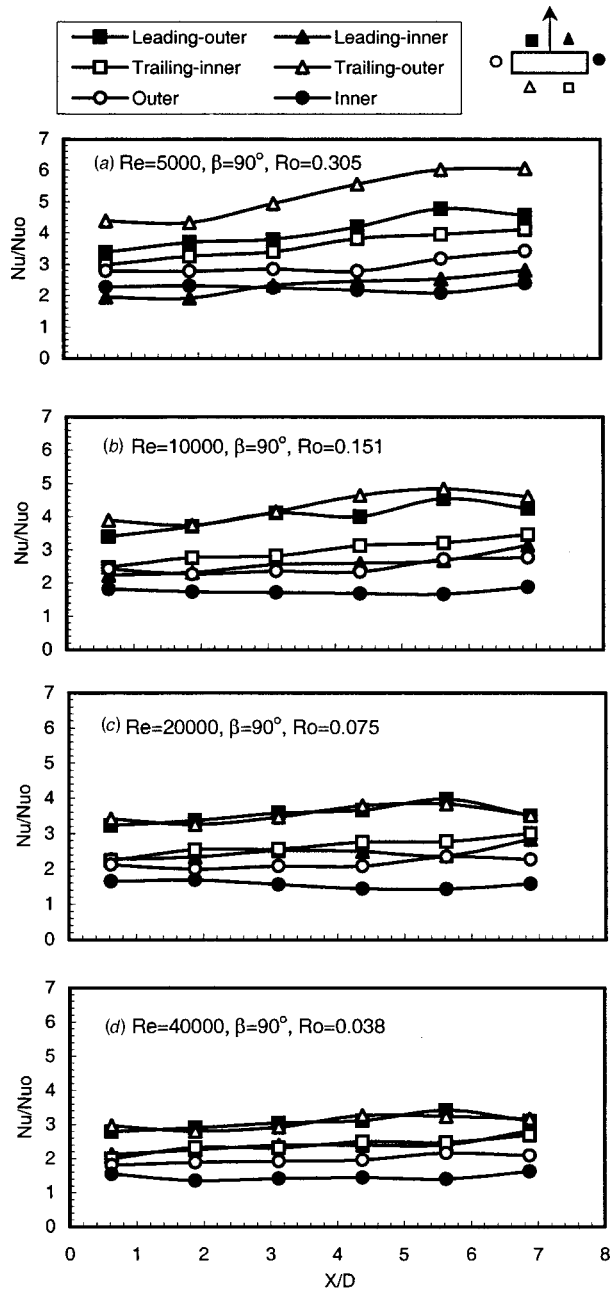 Leading-outer
Leading-inner
Trailing-inner
Trailing-outer
Outer
Inner
7
6
5
4
3
2
1
0
Nu/Nuo
(a) Re=5000, β=90°, Ro=0.305
7
6
5
4
3
2
1
0
Nu/Nuo
(b) Re=10000, β=90°, Ro=0.151
7
6
5
4
3
2
1
0
Nu/Nuo
(c) Re=20000, β=90°, Ro=0.075
7
6
5
4
3
2
1
0
Nu/Nuo
(d) Re=40000, β=90°, Ro=0.038
0 1 2 3 4 5 6 7 8
X/D